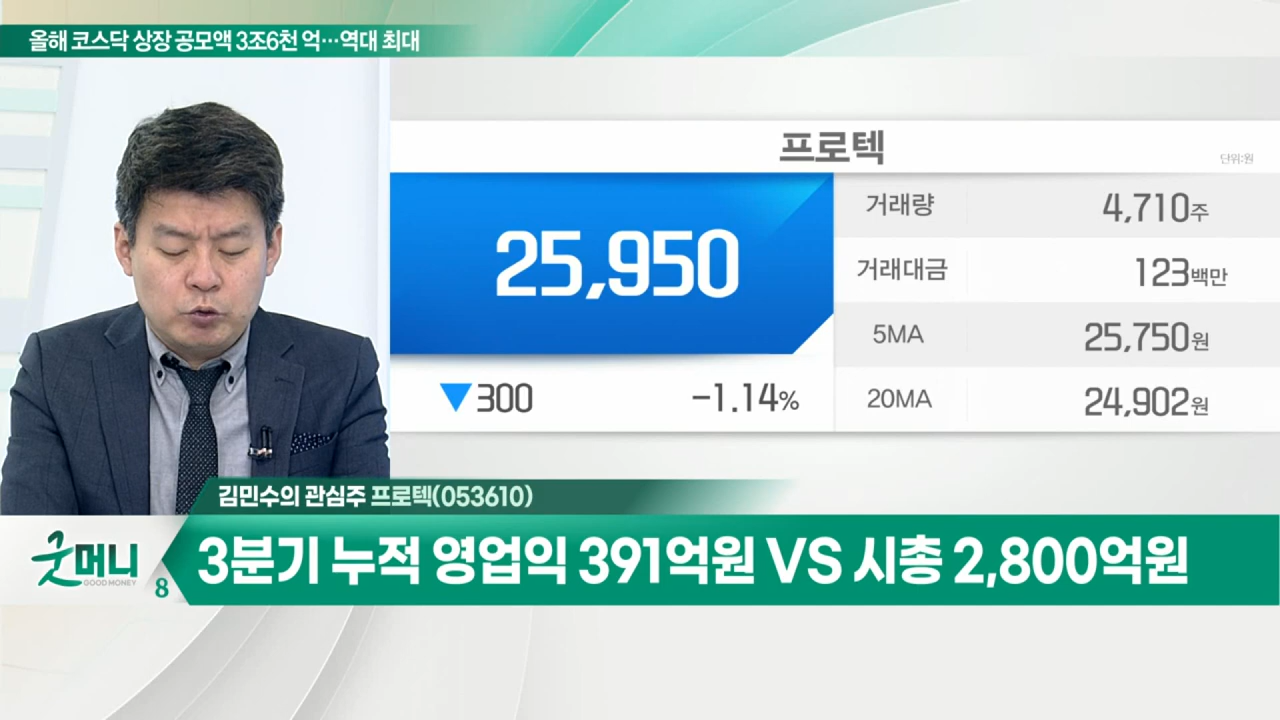 올해 코스닥 상장 공모액 3조6천 억…역대 최대
프로텍
단위:원
25,950
▼300 -1.14%
거래량 4,710주
거래대금 123백만
5MA 25,750원
20MA 24,902원
김민수의 관심주 프로텍(053610)
굿머니
GOOD MONEY
8
3분기 누적 영업익 391억원 VS 시총 2,800억원